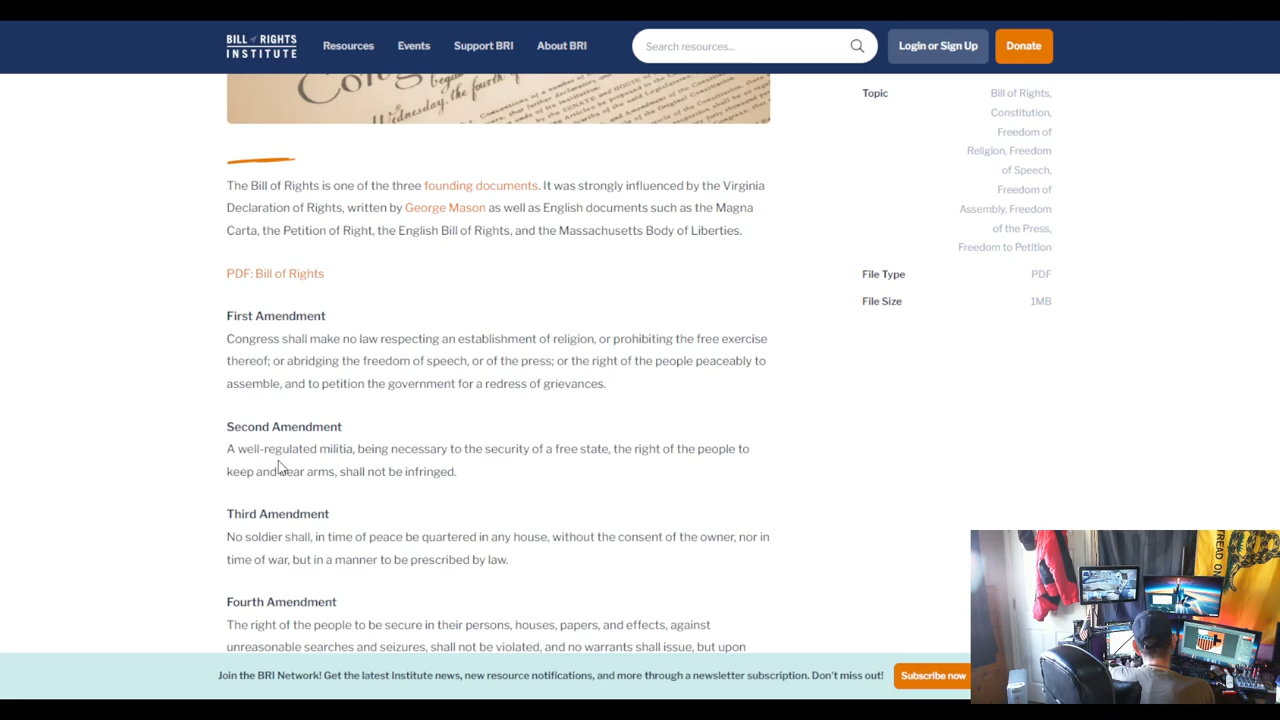 BILL of RIGHTS
INSTITUTE
Resources
Events
Support BRI
About BRI
Search resources...
Login or Sign Up
Donate
Wednesday, the fourth of
Topic
Bill of Rights,
Constitution,
Freedom of
Religion, Freedom
of Speech,
Freedom of
Assembly, Freedom
of the Press,
Freedom to Petition
File Type
PDF
File Size
1MB
The Bill of Rights is one of the three founding documents. It was strongly influenced by the Virginia
Declaration of Rights, written by George Mason as well as English documents such as the Magna
Carta, the Petition of Right, the English Bill of Rights, and the Massachusetts Body of Liberties.
PDF: Bill of Rights
First Amendment
Congress shall make no law respecting an establishment of religion, or prohibiting the free exercise
thereof; or abridging the freedom of speech, or of the press; or the right of the people peaceably to
assemble, and to petition the government for a redress of grievances.
Second Amendment
A well-regulated militia, being necessary to the security of a free state, the right of the people to
keep and bear arms, shall not be infringed.
Third Amendment
No soldier shall, in time of peace be quartered in any house, without the consent of the owner, nor in
time of war, but in a manner to be prescribed by law.
Fourth Amendment
The right of the people to be secure in their persons, houses, papers, and effects, against
unreasonable searches and seizures, shall not be violated, and no warrants shall issue, but upon
Join the BRI Network! Get the latest Institute news, new resource notifications, and more through a newsletter subscription. Don't miss out!
Subscribe now
TREAD ON